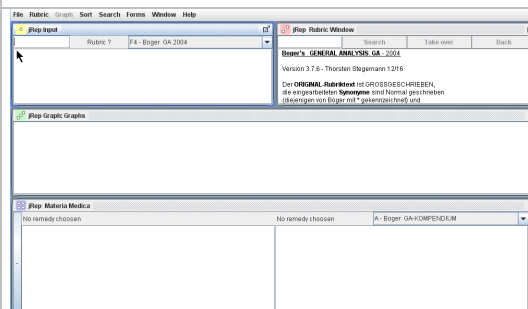 File Rubric Graph Sort Search Forms Window Help
jRep Input
Rubric ?
F4 - Boger GA 2004
jRep Rubric Window
Search Take over Back
Boger's GENERAL ANALYSIS: GA - 2004
Version 3.7.6 - Thorsten Stegemann 12/16
Der ORIGINAL-Rubriktext ist GROSSGESCHRIEBEN,
die eingearbeiteten Synonyme sind Normal geschrieben
(diejenigen von Boger mit * gekennzeichnet) und
jRep Graph: Graphs
jRep Materia Medica
No remedy choosen
No remedy choosen
A - Boger GA-KOMPENDIUM